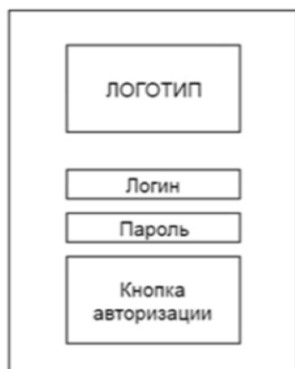 ЛОГОТИП
Логин
Пароль
Кнопка
авторизации